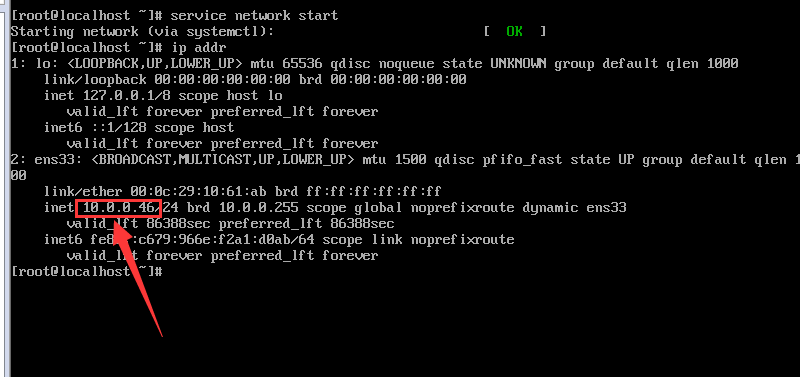 [root@localhost ~]# service network start
Starting network (via systemctl):                          [  OK  ]
[root@localhost ~]# ip addr
1: lo: <LOOPBACK,UP,LOWER_UP> mtu 65536 qdisc noqueue state UNKNOWN group default qlen 1000
    link/loopback 00:00:00:00:00:00 brd 00:00:00:00:00:00
    inet 127.0.0.1/8 scope host lo
       valid_lft forever preferred_lft forever
    inet6 ::1/128 scope host
       valid_lft forever preferred_lft forever
2: ens33: <BROADCAST,MULTICAST,UP,LOWER_UP> mtu 1500 qdisc pfifo_fast state UP group default qlen 1
00
    link/ether 00:0c:29:10:61:ab brd ff:ff:ff:ff:ff:ff
    inet 10.0.0.46/24 brd 10.0.0.255 scope global noprefixroute dynamic ens33
       valid_lft 86388sec preferred_lft 86388sec
    inet6 :c679:966e:f2a1:d0ab/64 scope link noprefixroute
       valid_lft forever preferred_lft forever
[root@localhost ~]#